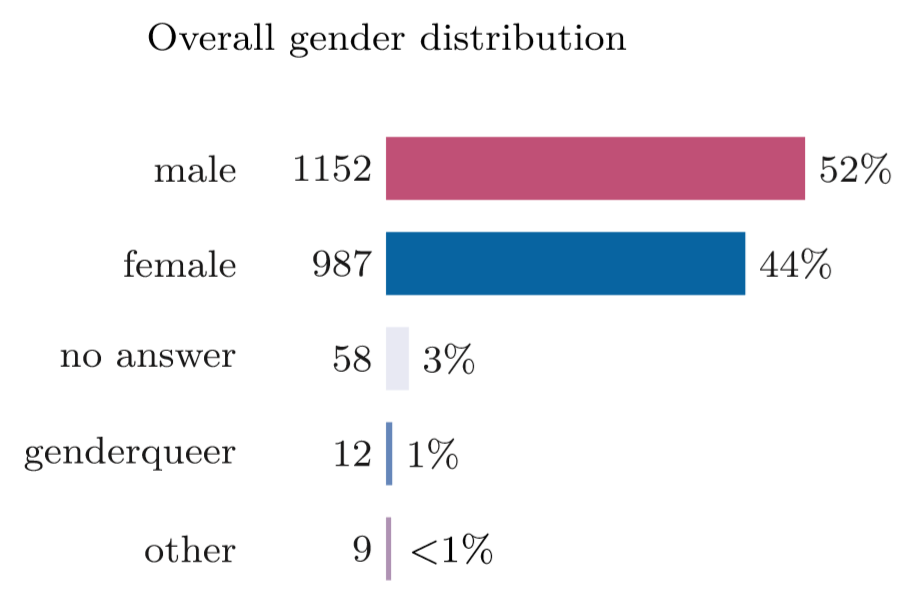 Overall gender distribution
male 1152 52%
female 987 44%
no answer 58 3%
genderqueer 12 1%
other 9 <1%